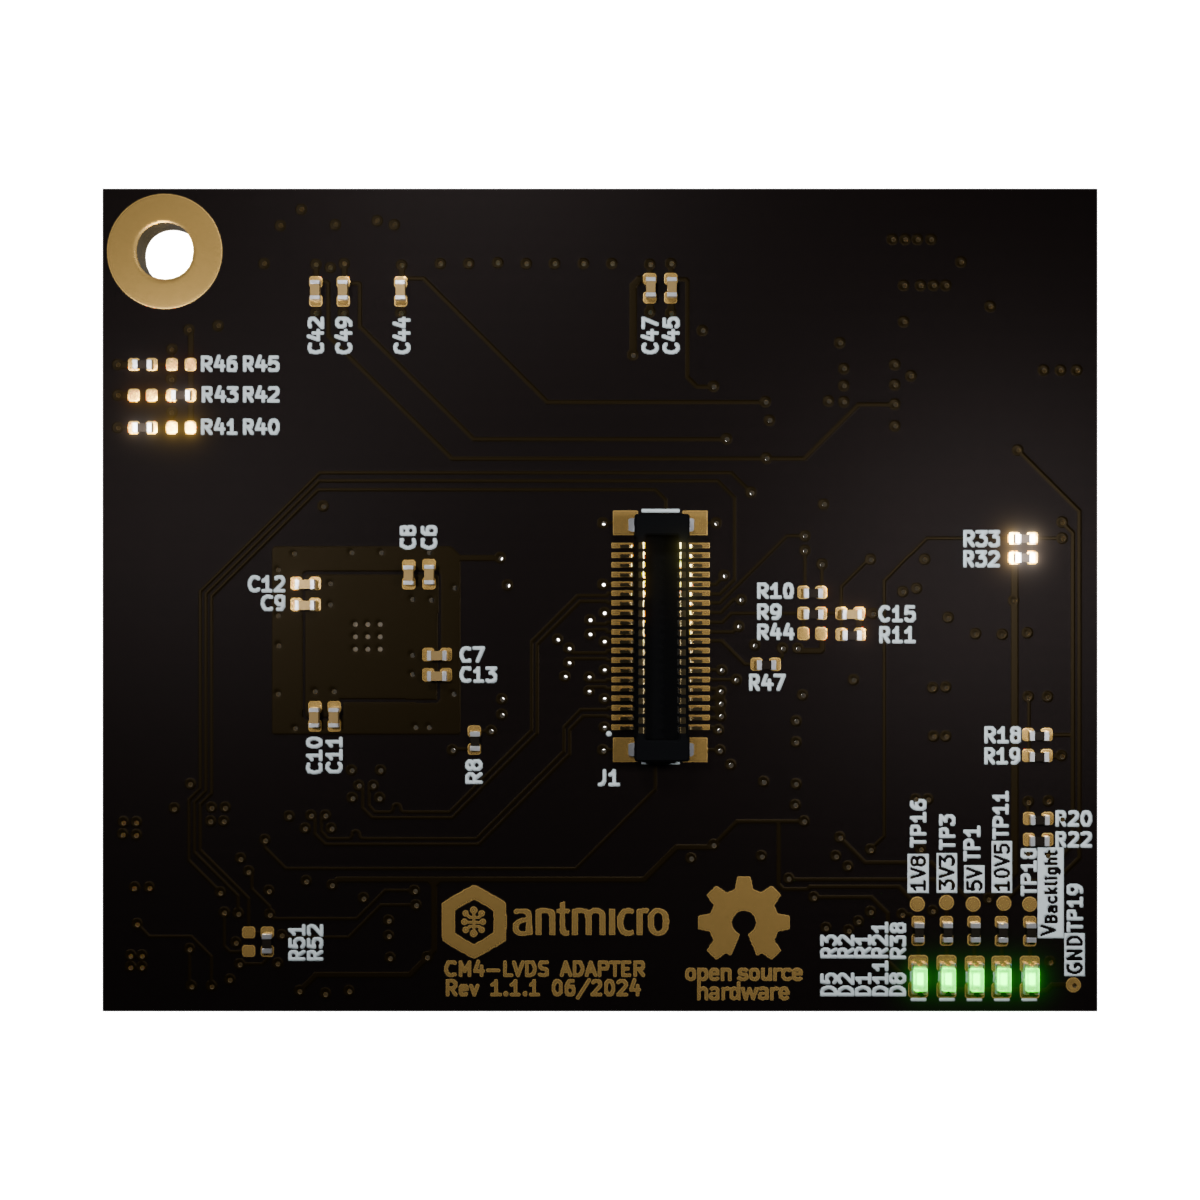 C42
C49
C44
C47
C45
R46 R45
R43 R42
R41 R40
C8
C6
C12
C9
R33
R32
R10
R9
R44
C15
R11
C7
C13
R47
C10
C11
R8
J1
R18
R19
R20
R22
1V8 TP16
3V3 TP3
5V TP1
10V5 TP11
TP10
VBacklight
GND TP19
R51
R52
antmicro
CM4-LVDS ADAPTER
Rev 1.1.1 06/2024
open source
hardware
R3
R2
R1
R21
R38
D5
D2
D1
D11
D8